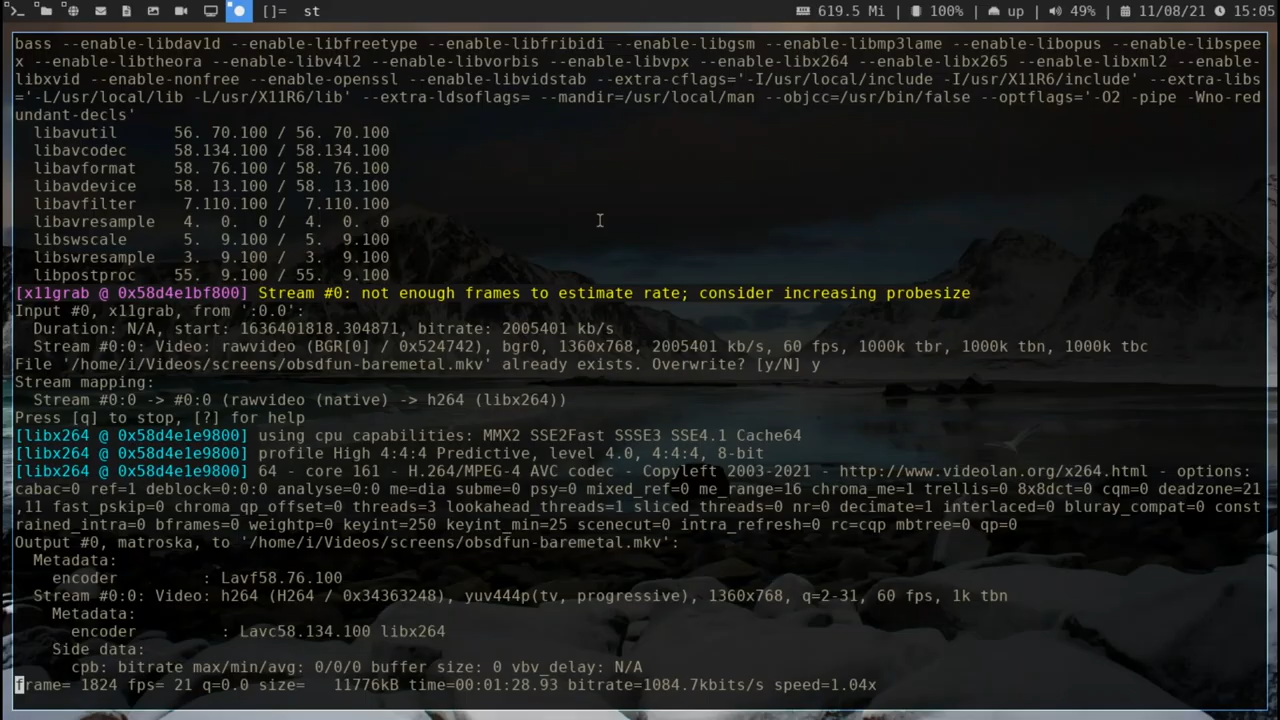 []= st 619.5 Mi | 100% | up | 49% | 11/08/21 15:05
bass --enable-libdav1d --enable-libfreetype --enable-libfribidi --enable-libgsm --enable-libmp3lame --enable-libopus --enable-libspee
x --enable-libtheora --enable-libv4l2 --enable-libvorbis --enable-libvpx --enable-libx264 --enable-libx265 --enable-libxml2 --enable-
libxvid --enable-nonfree --enable-openssl --enable-libvidstab --extra-cflags='-I/usr/local/include -I/usr/X11R6/include' --extra-libs
='-L/usr/local/lib -L/usr/X11R6/lib' --extra-ldsoflags= --mandir=/usr/local/man --objcc=/usr/bin/false --optflags='-O2 -pipe -Wno-red
undant-decls'
libavutil 56. 70.100 / 56. 70.100
libavcodec 58.134.100 / 58.134.100
libavformat 58. 76.100 / 58. 76.100
libavdevice 58. 13.100 / 58. 13.100
libavfilter 7.110.100 / 7.110.100
libavresample 4. 0. 0 / 4. 0. 0
libswscale 5. 9.100 / 5. 9.100
libswresample 3. 9.100 / 3. 9.100
libpostproc 55. 9.100 / 55. 9.100
[x11grab @ 0x58d4e1bf800] Stream #0: not enough frames to estimate rate; consider increasing probesize
Input #0, x11grab, from ':0.0':
Duration: N/A, start: 1636401818.304871, bitrate: 2005401 kb/s
Stream #0:0: Video: rawvideo (BGR[0] / 0x524742), bgr0, 1360x768, 2005401 kb/s, 60 fps, 1000k tbr, 1000k tbn, 1000k tbc
File '/home/i/Videos/screens/obsdfun-baremetal.mkv' already exists. Overwrite? [y/N] y
Stream mapping:
Stream #0:0 -> #0:0 (rawvideo (native) -> h264 (libx264))
Press [q] to stop, [?] for help
[libx264 @ 0x58d4e1e9800] using cpu capabilities: MMX2 SSE2Fast SSSE3 SSE4.1 Cache64
[libx264 @ 0x58d4e1e9800] profile High 4:4:4 Predictive, level 4.0, 4:4:4, 8-bit
[libx264 @ 0x58d4e1e9800] 64 - core 161 - H.264/MPEG-4 AVC codec - Copyleft 2003-2021 - http://www.videolan.org/x264.html - options:
cabac=0 ref=1 deblock=0:0:0 analyse=0:0 me=dia subme=0 psy=0 mixed_ref=0 me_range=16 chroma_me=1 trellis=0 8x8dct=0 cqm=0 deadzone=21
,11 fast_pskip=0 chroma_qp_offset=0 threads=3 lookahead_threads=1 sliced_threads=0 nr=0 decimate=1 interlaced=0 bluray_compat=0 const
rained_intra=0 bframes=0 weightp=0 keyint=250 keyint_min=25 scenecut=0 intra_refresh=0 rc=cqp mbtree=0 qp=0
Output #0, matroska, to '/home/i/Videos/screens/obsdfun-baremetal.mkv':
Metadata:
encoder : Lavf58.76.100
Stream #0:0: Video: h264 (H264 / 0x34363248), yuv444p(tv, progressive), 1360x768, q=2-31, 60 fps, 1k tbn
Metadata:
encoder : Lavc58.134.100 libx264
Side data:
cpb: bitrate max/min/avg: 0/0/0 buffer size: 0 vbv_delay: N/A
frame= 1824 fps= 21 q=0.0 size= 11776kB time=00:01:28.93 bitrate=1084.7kbits/s speed=1.04x